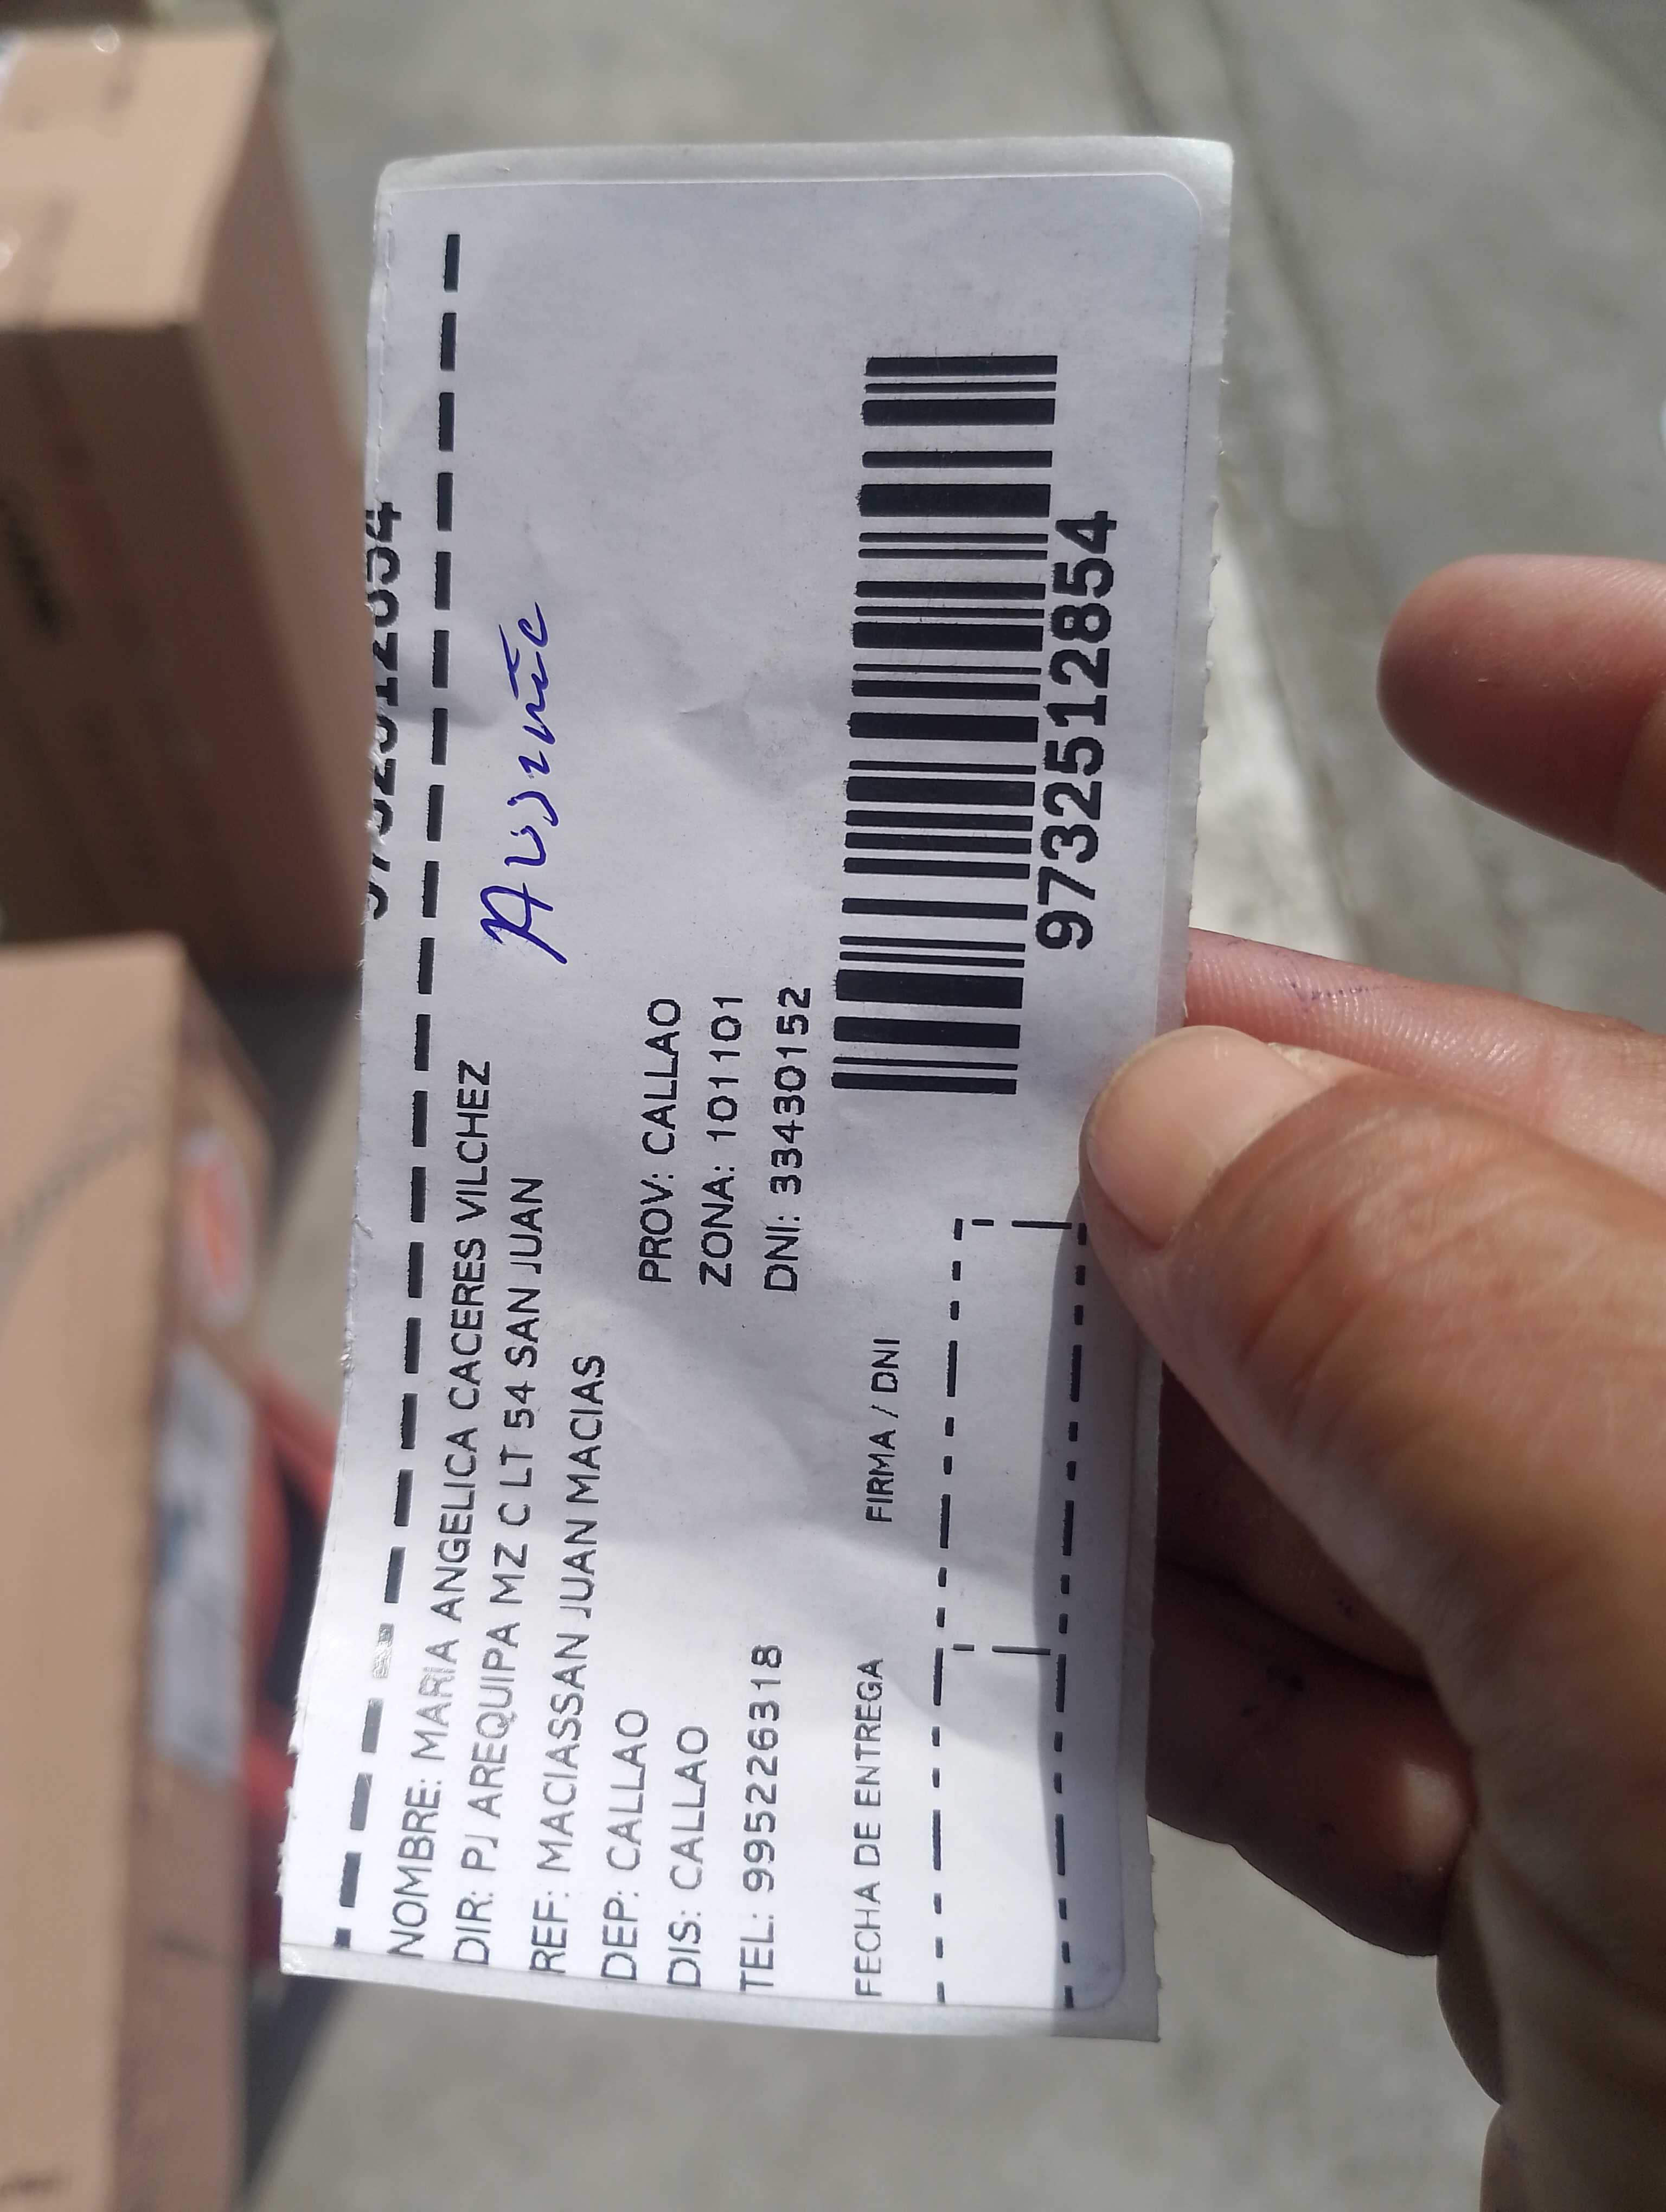 9732512854
NOMBRE: MARIA ANGELICA CACERES VILCHEZ
DIR: PJ AREQUIPA MZ C LT 54 SAN JUAN
Ausente
REF: MACIASSAN JUAN MACIAS
DEP: CALLAO PROV: CALLAO
DIS: CALLAO ZONA: 101101
TEL: 995226318 DNI: 33430152
FECHA DE ENTREGA FIRMA / DNI
9732512854